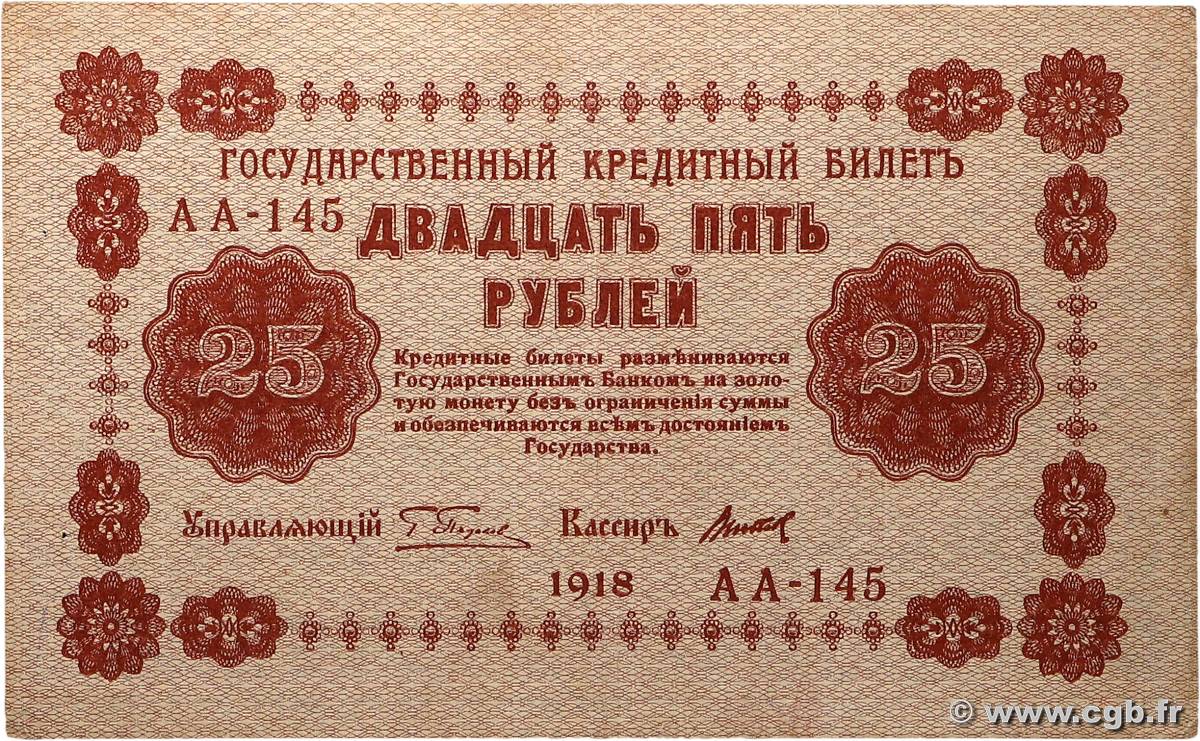 ГОСУДАРСТВЕННЫЙ КРЕДИТНЫЙ БИЛЕТЪ
АА-145
ДВАДЦАТЬ ПЯТЬ
РУБЛЕЙ
25
25
Кредитные билеты размѣниваются
Государственнымъ Банкомъ на золо-
тую монету безъ ограниченія суммы
и обезпечиваются всѣмъ достояніемъ
Государства.
Управляющій
Кассиръ
1918 АА-145
© www.cgb.fr